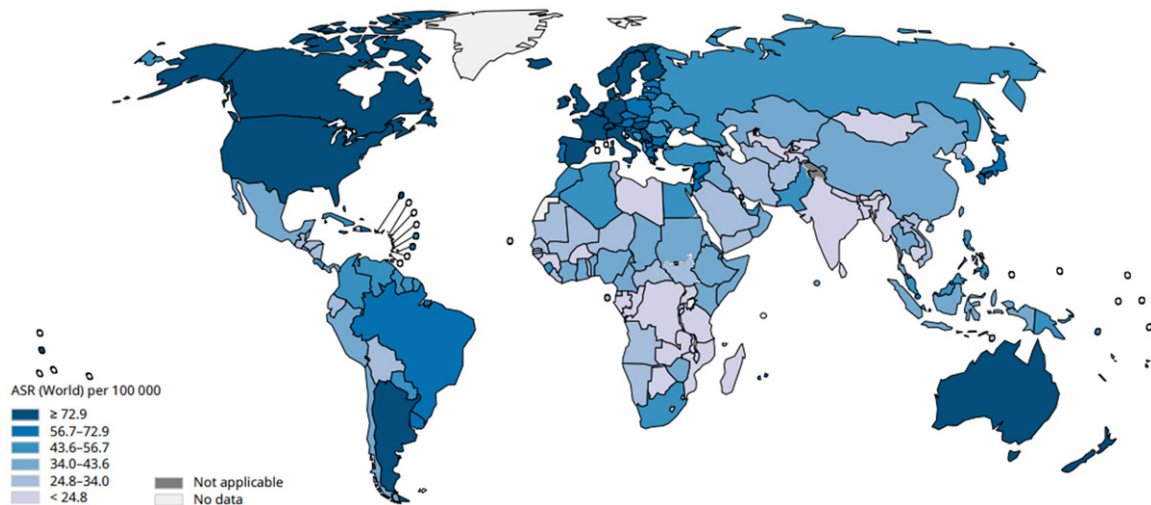 ASR (World) per 100 000
≥ 72.9
56.7–72.9
43.6–56.7
34.0–43.6
24.8–34.0
< 24.8
Not applicable
No data